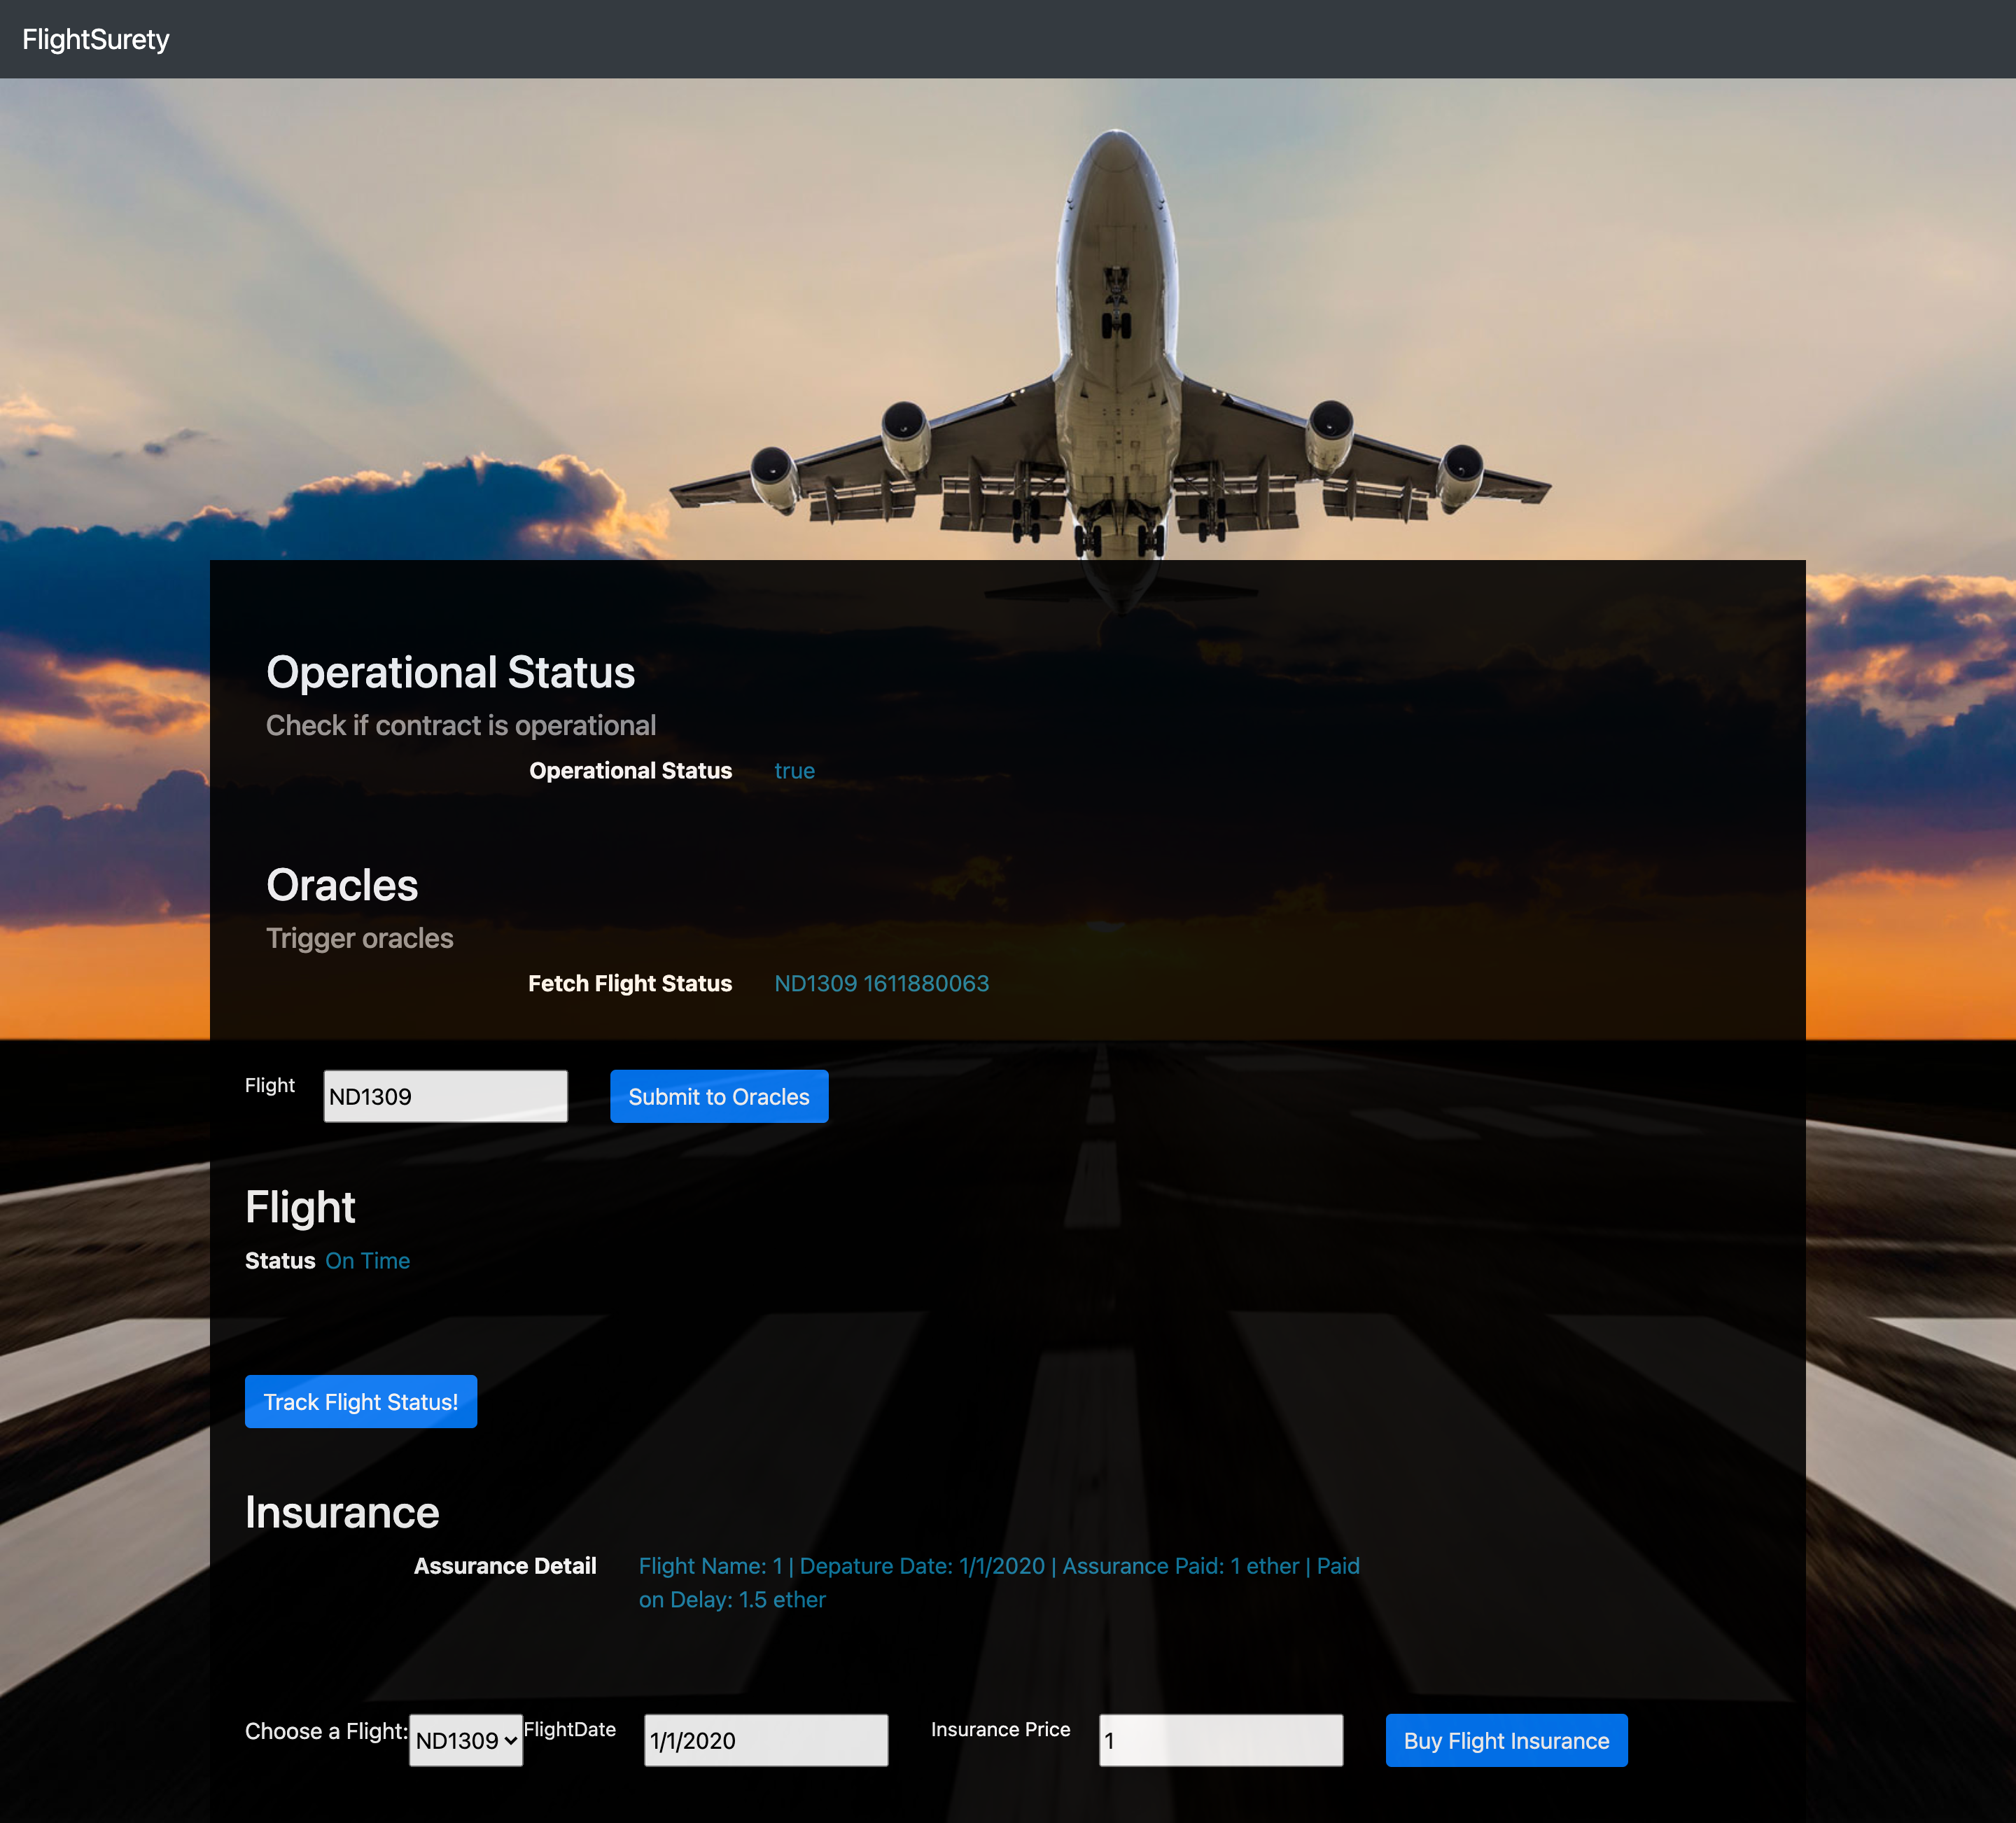 FlightSurety
Operational Status
Check if contract is operational
Operational Status true
Oracles
Trigger oracles
Fetch Flight Status ND1309 1611880063
Flight ND1309 Submit to Oracles
Flight
Status On Time
Track Flight Status!
Insurance
Assurance Detail Flight Name: 1 | Depature Date: 1/1/2020 | Assurance Paid: 1 ether | Paid
on Delay: 1.5 ether
Choose a Flight: ND1309 FlightDate 1/1/2020 Insurance Price 1 Buy Flight Insurance